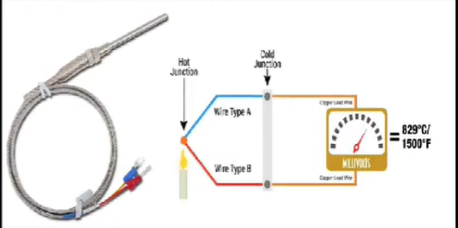 Hot
Junction
Cold
Junction
Wire Type A
Copper Lead Wire
MILLIVOLTS
=
829°C/
1500°F
Wire Type B
Copper Lead Wire